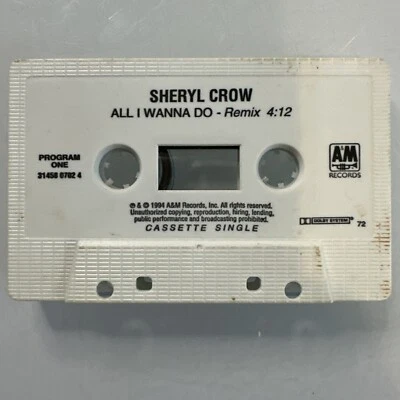 SHERYL CROW
ALL I WANNA DO - Remix 4:12
PROGRAM
ONE
31458 0702 4
A&M
RECORDS
℗ & © 1994 A&M Records, Inc. All rights reserved.
Unauthorized copying, reproduction, hiring, lending,
public performance and broadcasting prohibited.
CASSETTE SINGLE
DOLBY SYSTEM
72